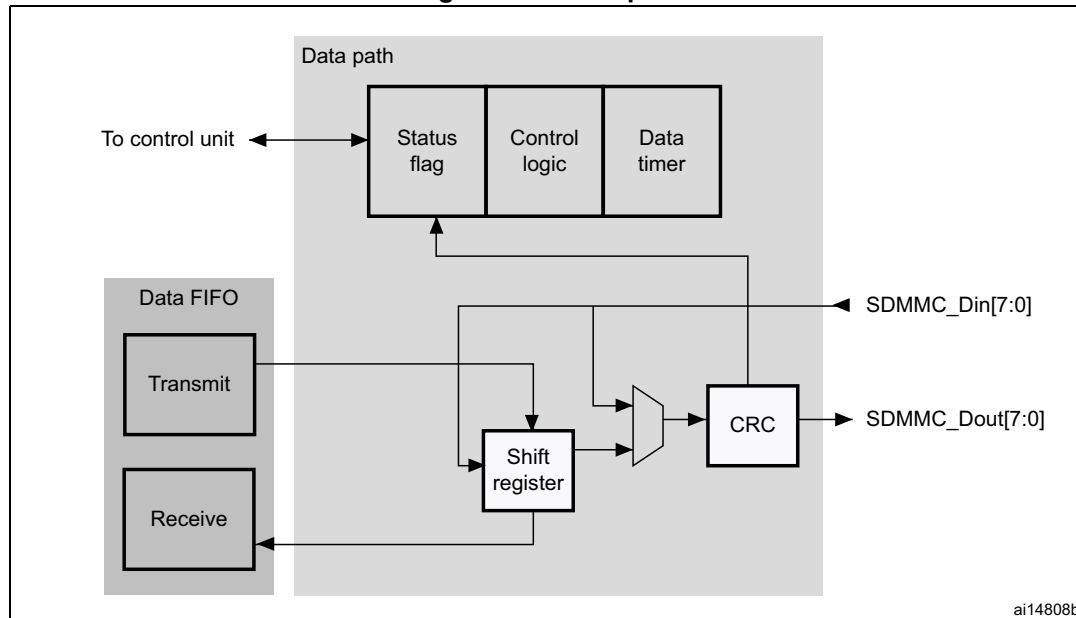 Data path
To control unit
Status
flag
Control
logic
Data
timer
Data FIFO
SDMMC_Din[7:0]
Transmit
CRC
SDMMC_Dout[7:0]
Shift
register
Receive
ai14808b